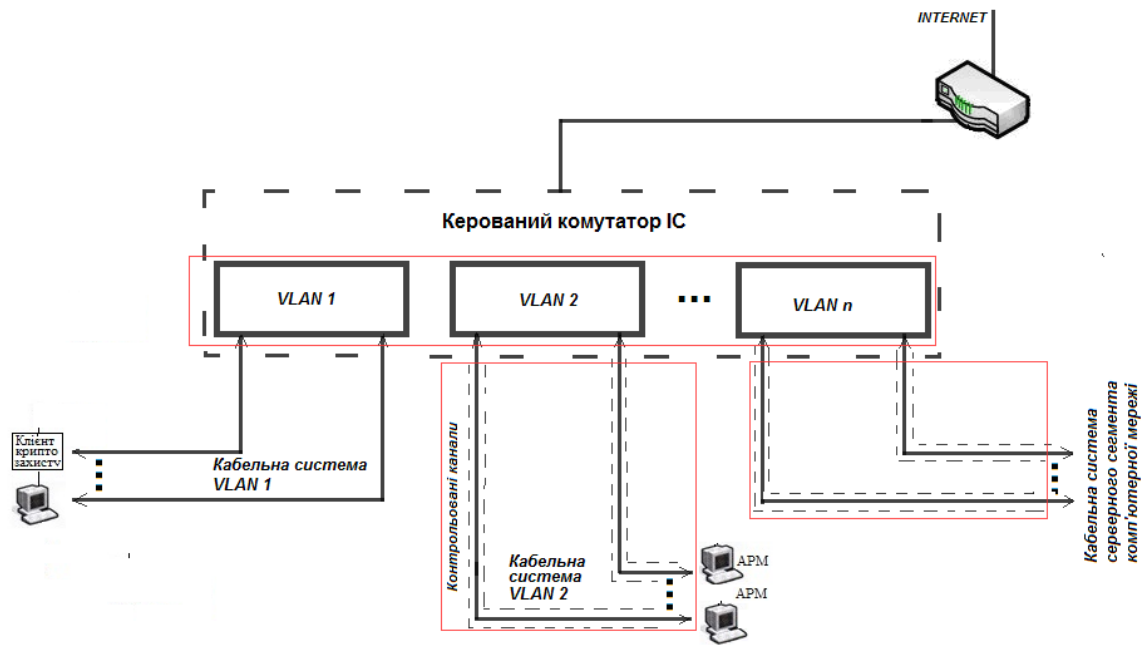 INTERNET
Керований комутатор ІС
VLAN 1
VLAN 2
VLAN n
Клієнт
крипто
захисту
Кабельна система
VLAN 1
Контрольовані канали
Кабельна
система
VLAN 2
АРМ
АРМ
Кабельна система
серверного сегмента
комп'ютерної мережі